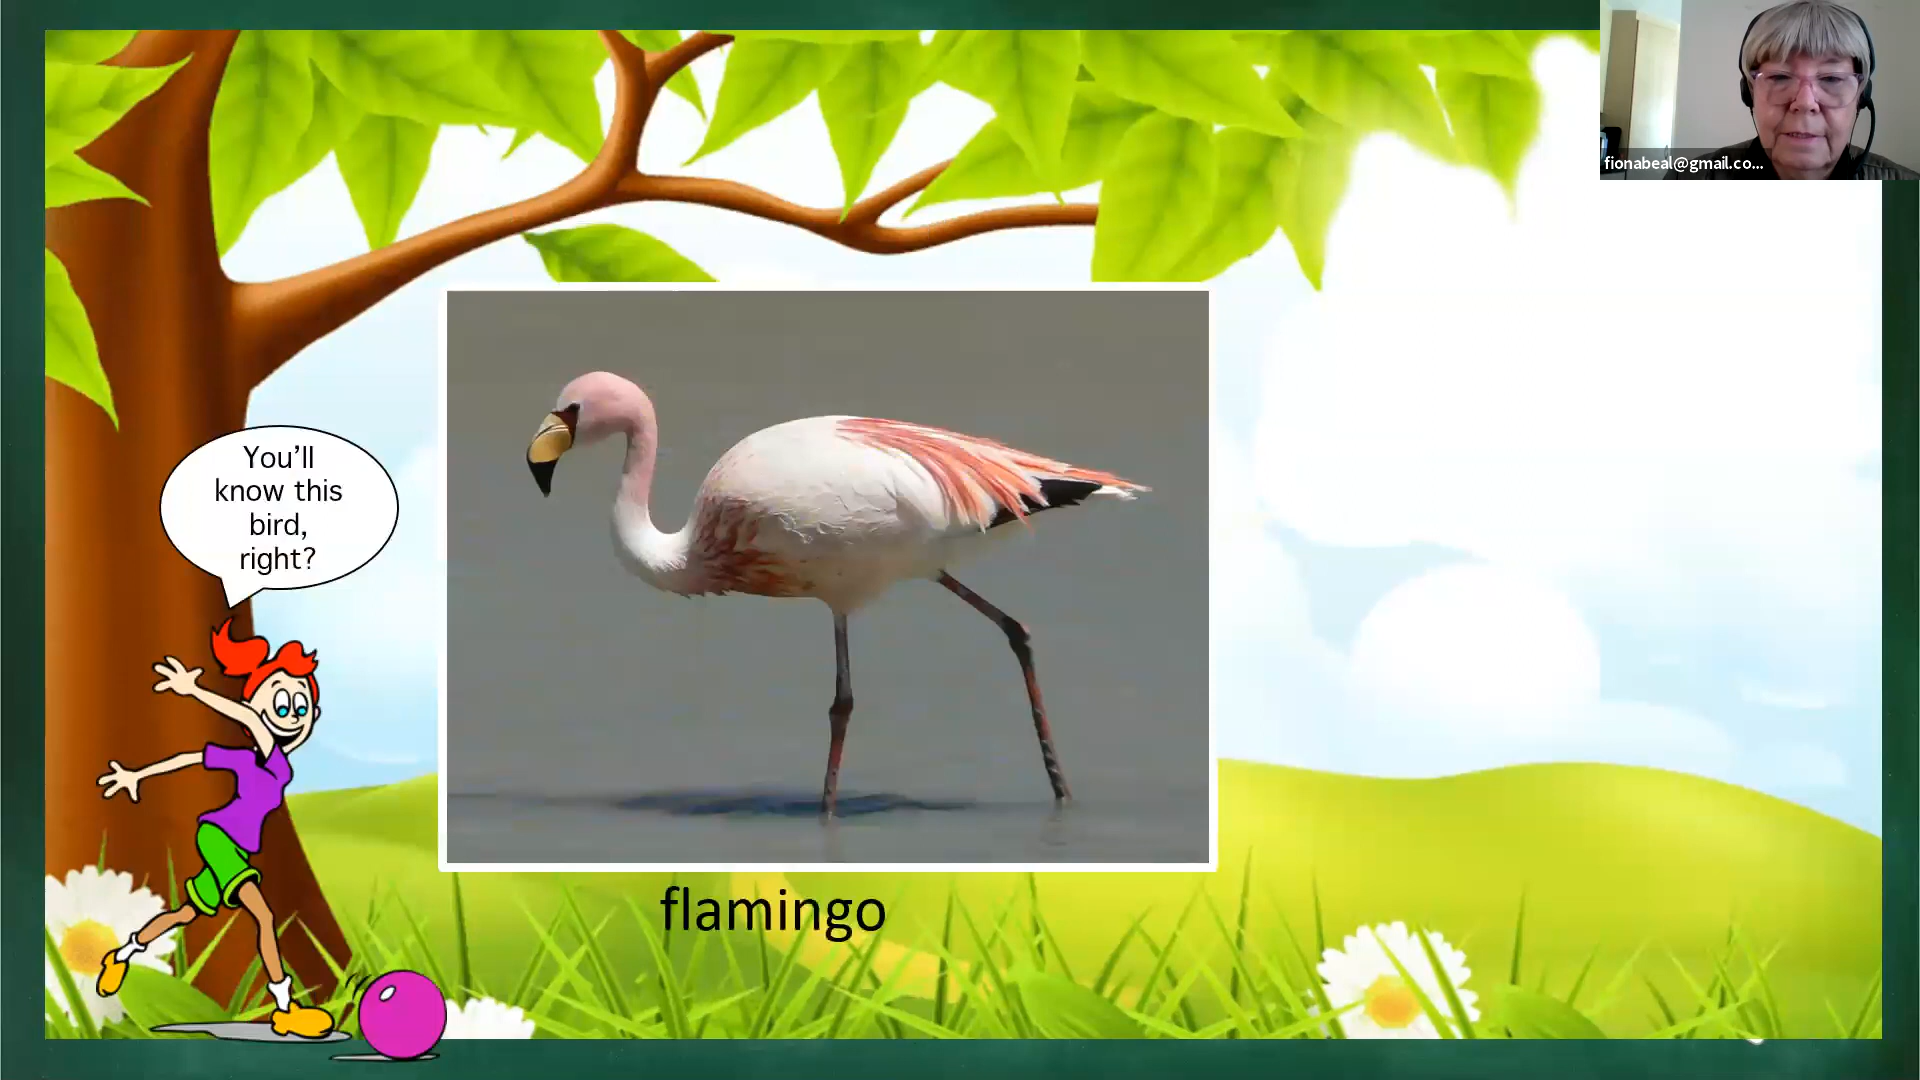 fionabeal@gmail.co...
You’ll
know this
bird,
right?
flamingo